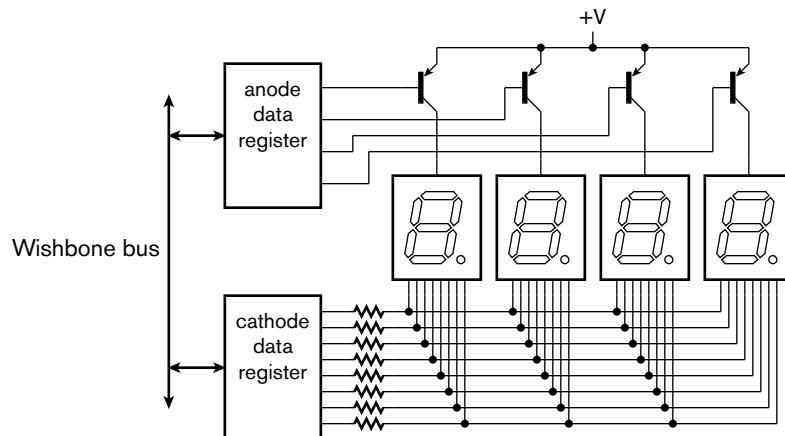 +V
anode
data
register
Wishbone bus
cathode
data
register